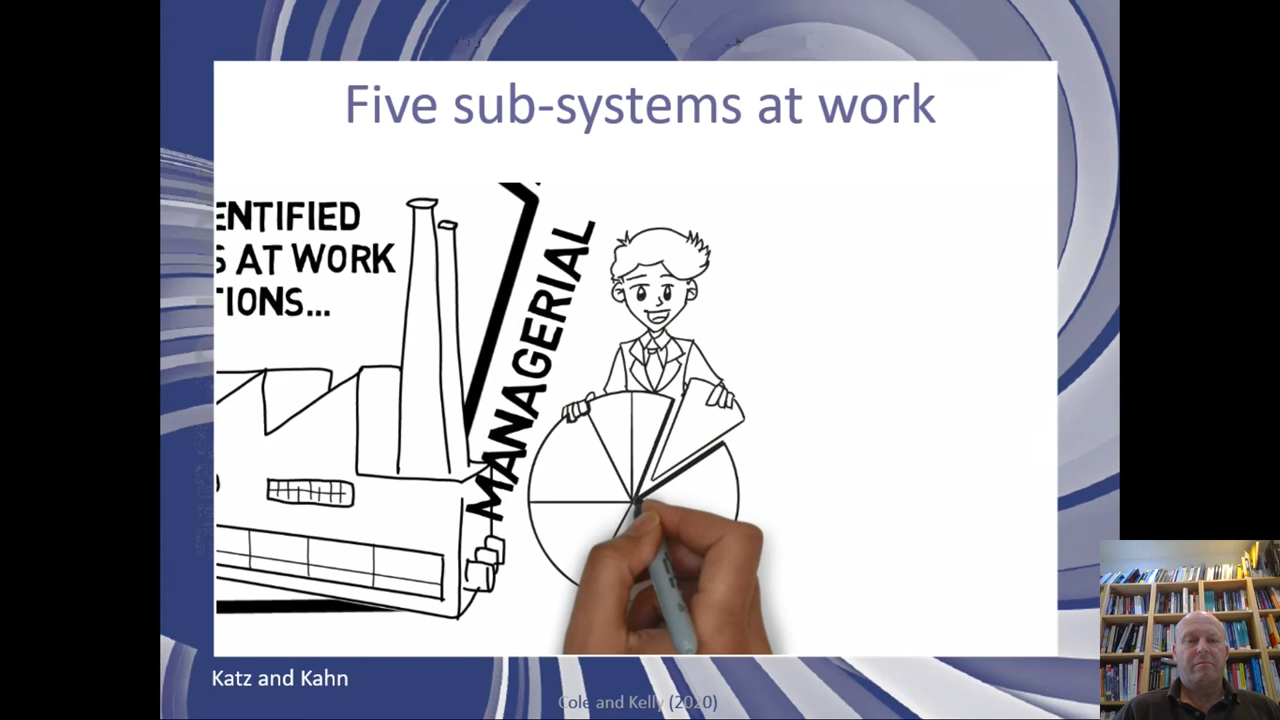 Five sub-systems at work
ENTIFIED
S AT WORK
TIONS...
MANAGERIAL
Katz and Kahn
Cole and Kelly (2020)